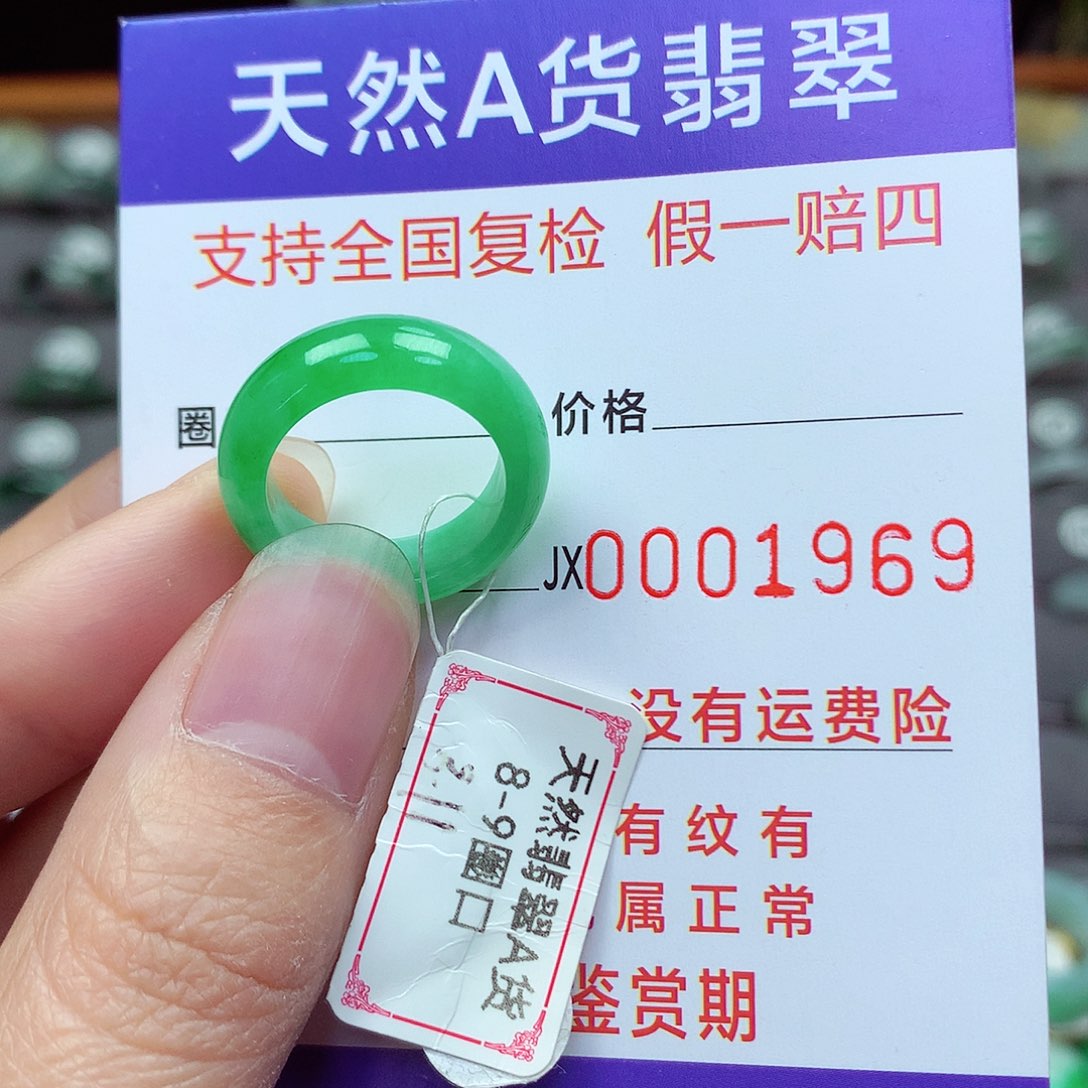 天然A货翡翠
支持全国复检 假一赔四
圈
价格
JX0001969
没有运费险
有纹有
属正常
鉴赏期
天然翡翠A货
8-9圈口